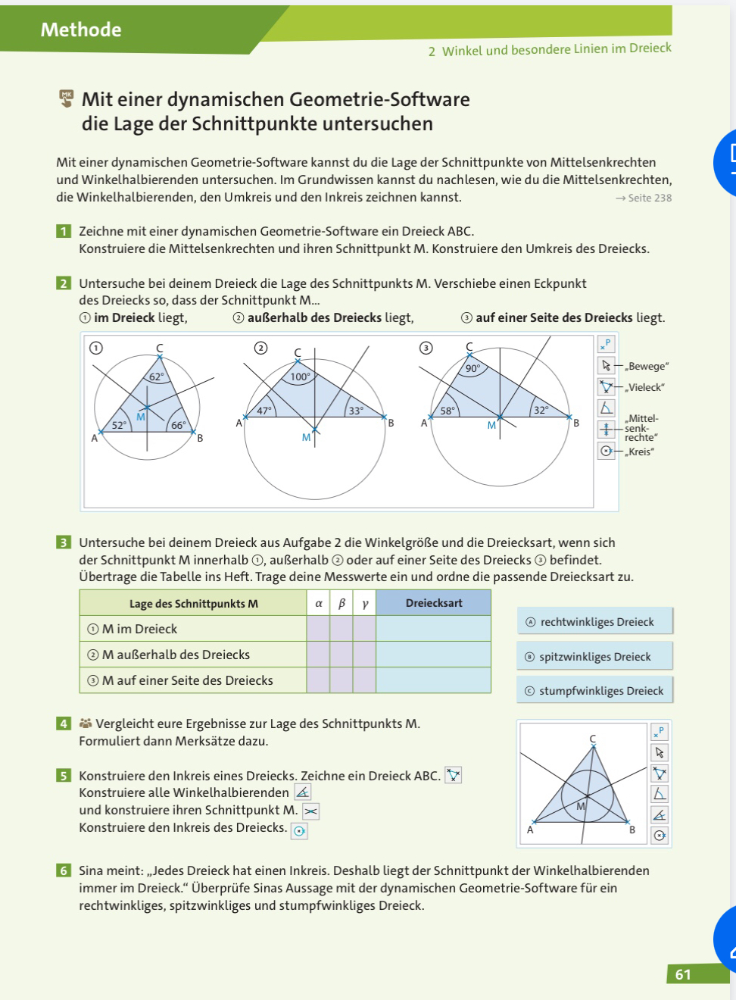 Methode
2 Winkel und besondere Linien im Dreieck
MK
Mit einer dynamischen Geometrie-Software
die Lage der Schnittpunkte untersuchen
Mit einer dynamischen Geometrie-Software kannst du die Lage der Schnittpunkte von Mittelsenkrechten
und Winkelhalbierenden untersuchen. Im Grundwissen kannst du nachlesen, wie du die Mittelsenkrechten,
die Winkelhalbierenden, den Umkreis und den Inkreis zeichnen kannst. → Seite 238
1 Zeichne mit einer dynamischen Geometrie-Software ein Dreieck ABC.
Konstruiere die Mittelsenkrechten und ihren Schnittpunkt M. Konstruiere den Umkreis des Dreiecks.
2 Untersuche bei deinem Dreieck die Lage des Schnittpunkts M. Verschiebe einen Eckpunkt
des Dreiecks so, dass der Schnittpunkt M...
① im Dreieck liegt, ② außerhalb des Dreiecks liegt, ③ auf einer Seite des Dreiecks liegt.
① C 62° M 52° 66° A B
② C 100° 47° 33° A B M
③ C 90° 58° 32° A B M
P
„Bewege“
„Vieleck“
„Mittel-
senk-
rechte“
„Kreis“
3 Untersuche bei deinem Dreieck aus Aufgabe 2 die Winkelgröße und die Dreiecksart, wenn sich
der Schnittpunkt M innerhalb ①, außerhalb ② oder auf einer Seite des Dreiecks ③ befindet.
Übertrage die Tabelle ins Heft. Trage deine Messwerte ein und ordne die passende Dreiecksart zu.
Lage des Schnittpunkts M α β γ Dreiecksart
① M im Dreieck
② M außerhalb des Dreiecks
③ M auf einer Seite des Dreiecks
Ⓐ rechtwinkliges Dreieck
Ⓑ spitzwinkliges Dreieck
Ⓒ stumpfwinkliges Dreieck
4 Vergleicht eure Ergebnisse zur Lage des Schnittpunkts M.
Formuliert dann Merksätze dazu.
5 Konstruiere den Inkreis eines Dreiecks. Zeichne ein Dreieck ABC.
Konstruiere alle Winkelhalbierenden
und konstruiere ihren Schnittpunkt M.
Konstruiere den Inkreis des Dreiecks.
C
M
A B
P
6 Sina meint: „Jedes Dreieck hat einen Inkreis. Deshalb liegt der Schnittpunkt der Winkelhalbierenden
immer im Dreieck.“ Überprüfe Sinas Aussage mit der dynamischen Geometrie-Software für ein
rechtwinkliges, spitzwinkliges und stumpfwinkliges Dreieck.
61